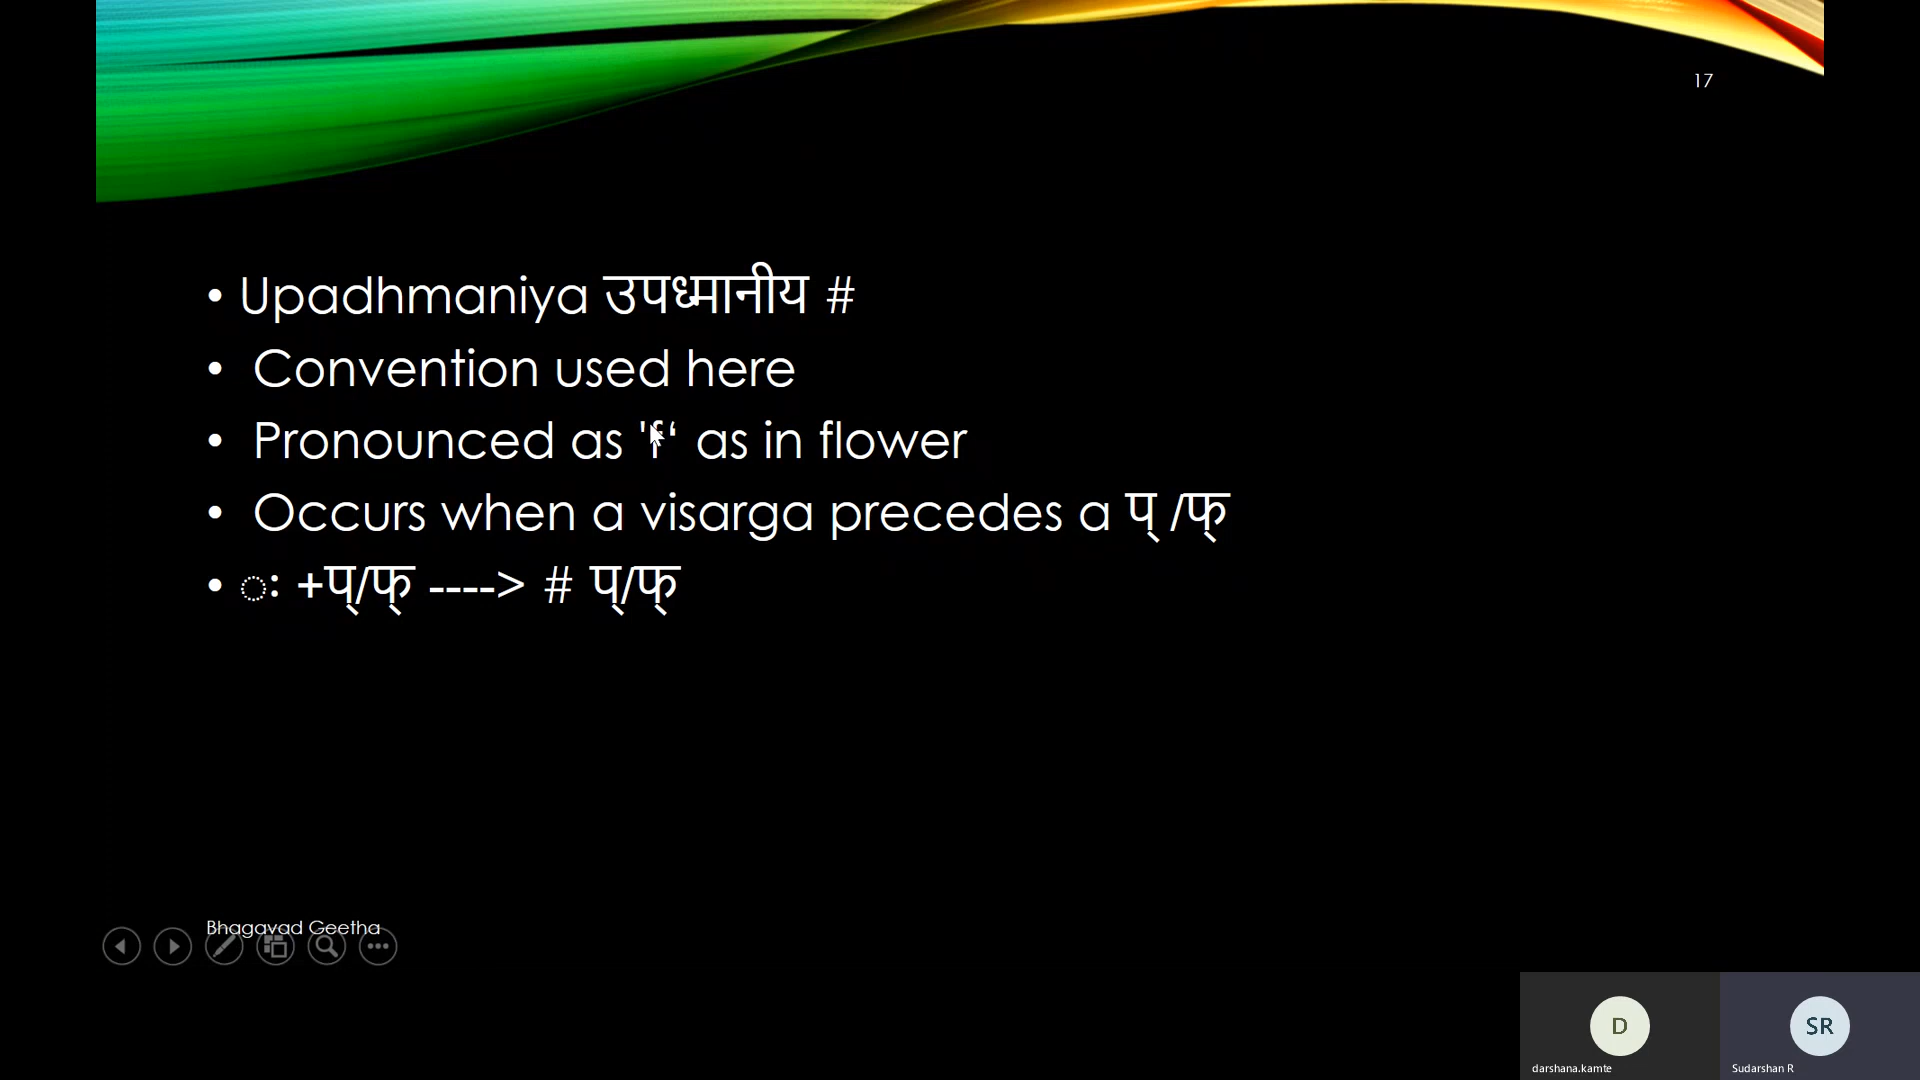 17
• Upadhmaniya उपध्मानीय #
• Convention used here
• Pronounced as 'f‘ as in flower
• Occurs when a visarga precedes a प् /फ्
• ः +प्/फ् ----> # प्/फ्
Bhagavad Geetha
D
SR
darshana.kamte
Sudarshan R